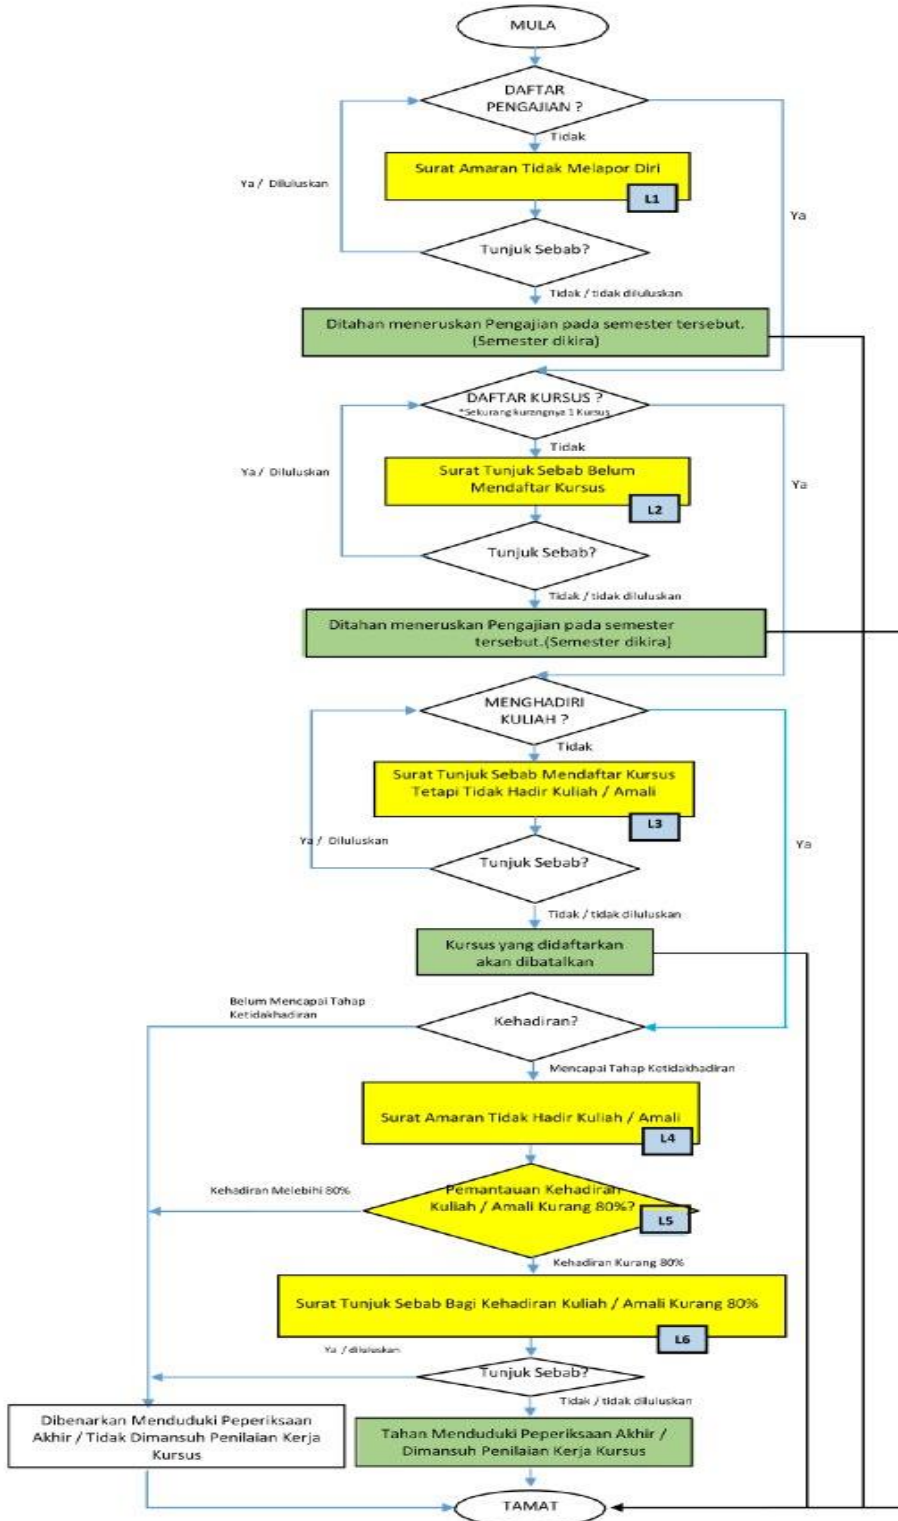 MULA
DAFTAR
PENGAJIAN ?
Tidak
Surat Amaran Tidak Melapor Diri
L1
Ya / Diluluskan
Ya
Tunjuk Sebab?
Tidak / tidak diluluskan
Ditahan meneruskan Pengajian pada semester tersebut.
(Semester dikira)
DAFTAR KURSUS ?
*Sekurang kurangnya 1 Kursus
Tidak
Ya / Diluluskan
Surat Tunjuk Sebab Belum
Mendaftar Kursus
Ya
L2
Tunjuk Sebab?
Tidak / tidak diluluskan
Ditahan meneruskan Pengajian pada semester
tersebut.(Semester dikira)
MENGHADIRI
KULIAH ?
Tidak
Surat Tunjuk Sebab Mendaftar Kursus
Tetapi Tidak Hadir Kuliah / Amali
L3
Ya / Diluluskan
Ya
Tunjuk Sebab?
Tidak / tidak diluluskan
Kursus yang didaftarkan
akan dibatalkan
Belum Mencapai Tahap
Ketidakhadiran
Kehadiran?
Mencapai Tahap Ketidakhadiran
Surat Amaran Tidak Hadir Kuliah / Amali
L4
Kehadiran Melebihi 80%
Pemantauan Kehadiran
Kuliah / Amali Kurang 80%?
L5
Kehadiran Kurang 80%
Surat Tunjuk Sebab Bagi Kehadiran Kuliah / Amali Kurang 80%
L6
Ya / diluluskan
Tunjuk Sebab?
Tidak / tidak diluluskan
Dibenarkan Menduduki Peperiksaan
Akhir / Tidak Dimansuh Penilaian Kerja
Kursus
Tahan Menduduki Peperiksaan Akhir /
Dimansuh Penilaian Kerja Kursus
TAMAT